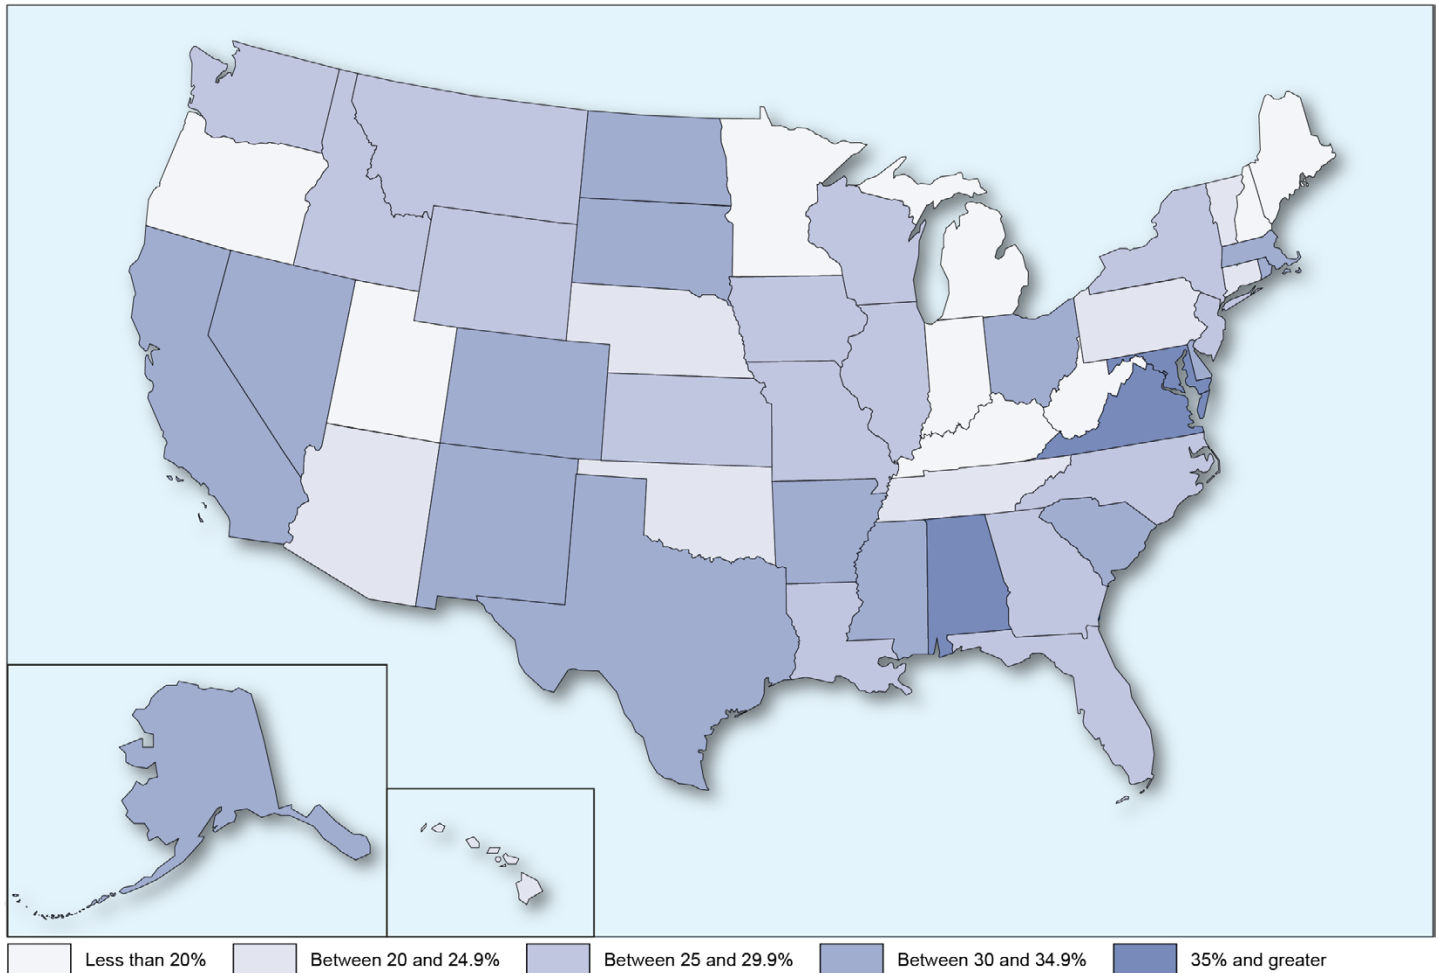 Less than 20%
Between 20 and 24.9%
Between 25 and 29.9%
Between 30 and 34.9%
35% and greater